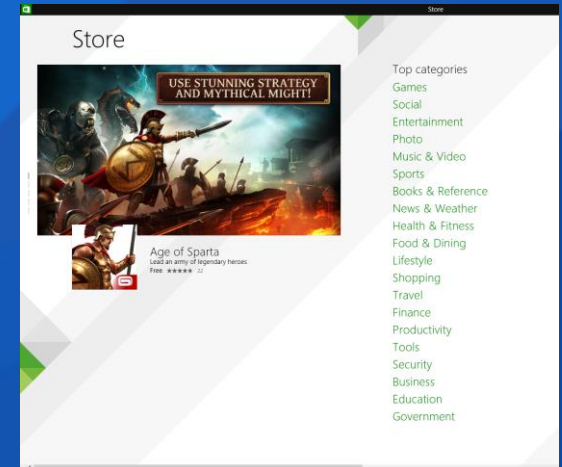 Store
Store
USE STUNNING STRATEGY
AND MYTHICAL MIGHT!
Age of Sparta
Lead an army of legendary heroes
Free ★★★★★ 22
Top categories
Games
Social
Entertainment
Photo
Music & Video
Sports
Books & Reference
News & Weather
Health & Fitness
Food & Dining
Lifestyle
Shopping
Travel
Finance
Productivity
Tools
Security
Business
Education
Government